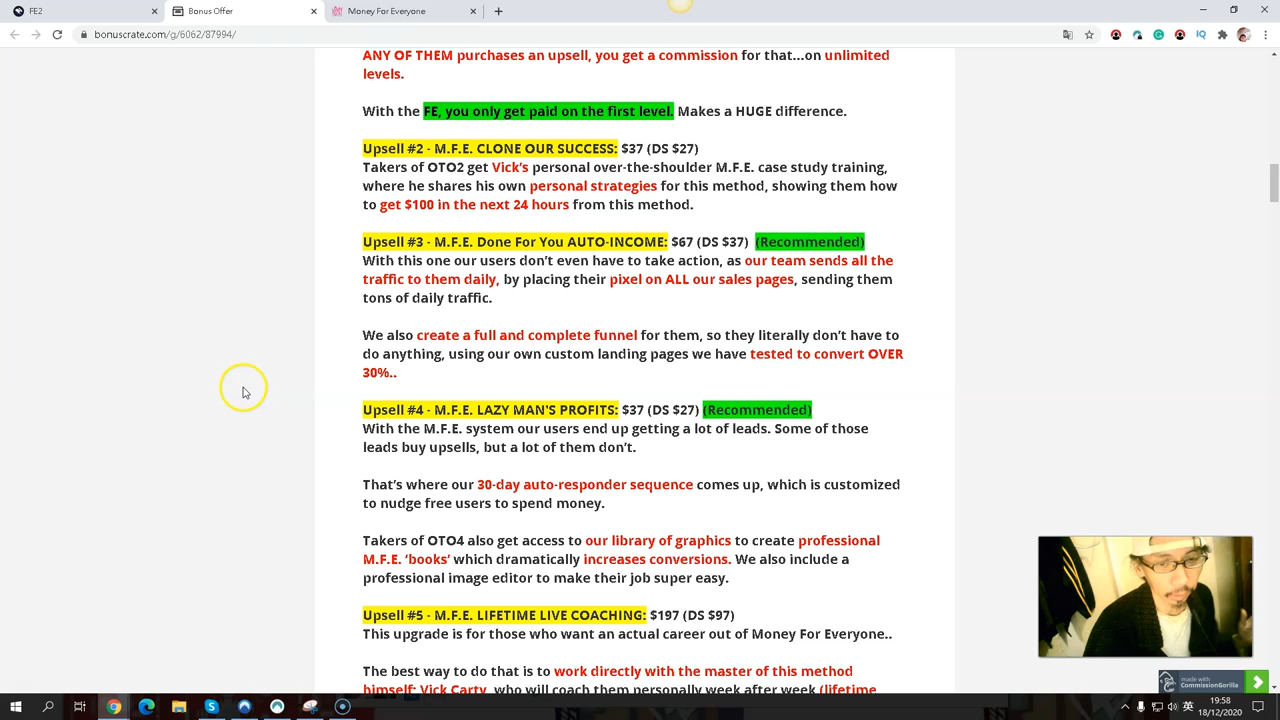 FE2
Bonus Offer
Money For Everyone
bonuscrate.com/g/6062/87994/
ANY OF THEM purchases an upsell, you get a commission for that...on unlimited
levels.
With the FE, you only get paid on the first level. Makes a HUGE difference.
Upsell #2 - M.F.E. CLONE OUR SUCCESS: $37 (DS $27)
Takers of OTO2 get Vick's personal over-the-shoulder M.F.E. case study training,
where he shares his own personal strategies for this method, showing them how
to get $100 in the next 24 hours from this method.
Upsell #3 - M.F.E. Done For You AUTO-INCOME: $67 (DS $37) (Recommended)
With this one our users don't even have to take action, as our team sends all the
traffic to them daily, by placing their pixel on ALL our sales pages, sending them
tons of daily traffic.
We also create a full and complete funnel for them, so they literally don't have to
do anything, using our own custom landing pages we have tested to convert OVER
30%..
Upsell #4 - M.F.E. LAZY MAN'S PROFITS: $37 (DS $27) (Recommended)
With the M.F.E. system our users end up getting a lot of leads. Some of those
leads buy upsells, but a lot of them don't.
That's where our 30-day auto-responder sequence comes up, which is customized
to nudge free users to spend money.
Takers of OTO4 also get access to our library of graphics to create professional
M.F.E. 'books' which dramatically increases conversions. We also include a
professional image editor to make their job super easy.
Upsell #5 - M.F.E. LIFETIME LIVE COACHING: $197 (DS $97)
This upgrade is for those who want an actual career out of Money For Everyone..
The best way to do that is to work directly with the master of this method
himself: Vick Carty, who will coach them personally week after week (lifetime
made with
CommissionGorilla
英
19:58
18/12/2020